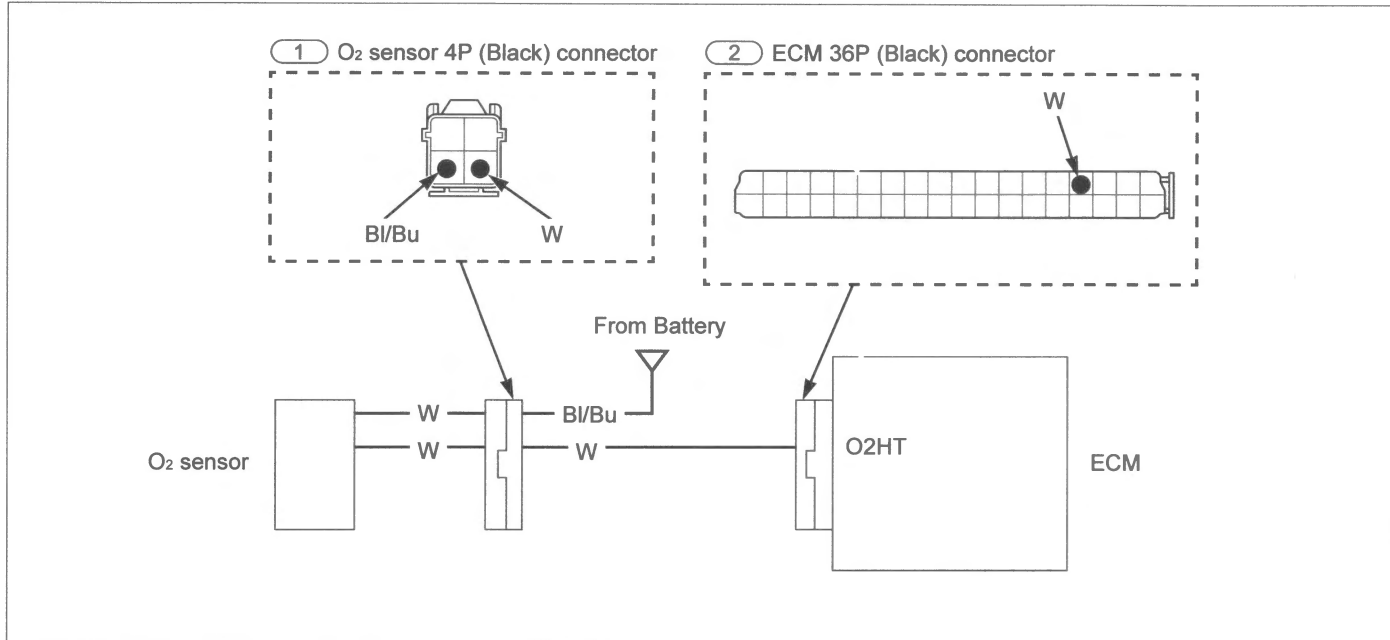 1 O₂ sensor 4P (Black) connector
2 ECM 36P (Black) connector
W
Bl/Bu
W
From Battery
W
Bl/Bu
W
W
O2HT
O₂ sensor
ECM